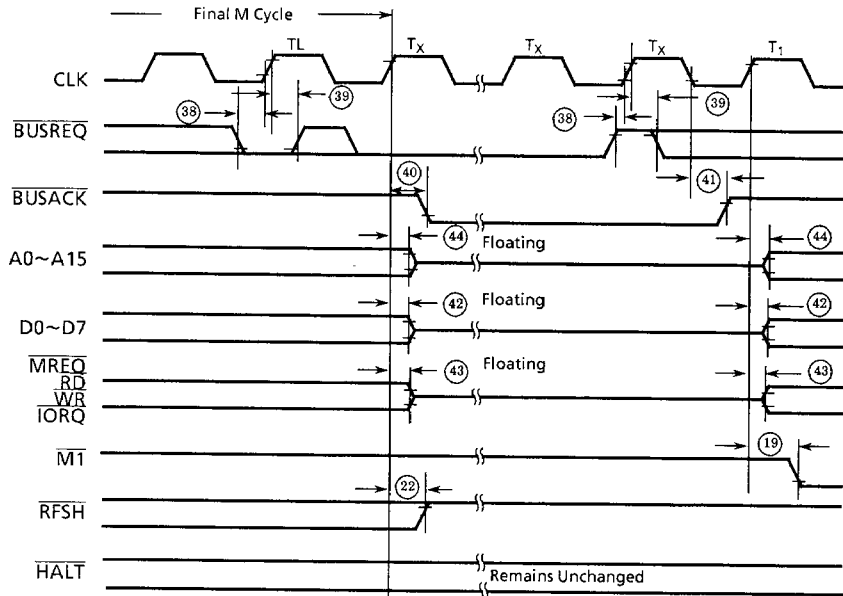 Final M Cycle
TL TX TX TX T1
CLK
38 39 38 39
BUSREQ
40 41
BUSACK
44 Floating 44
A0~A15
42 Floating 42
D0~D7
MREQ 43 Floating 43
RD
WR
IORQ
M1 19
22
RFSH
HALT
Remains Unchanged